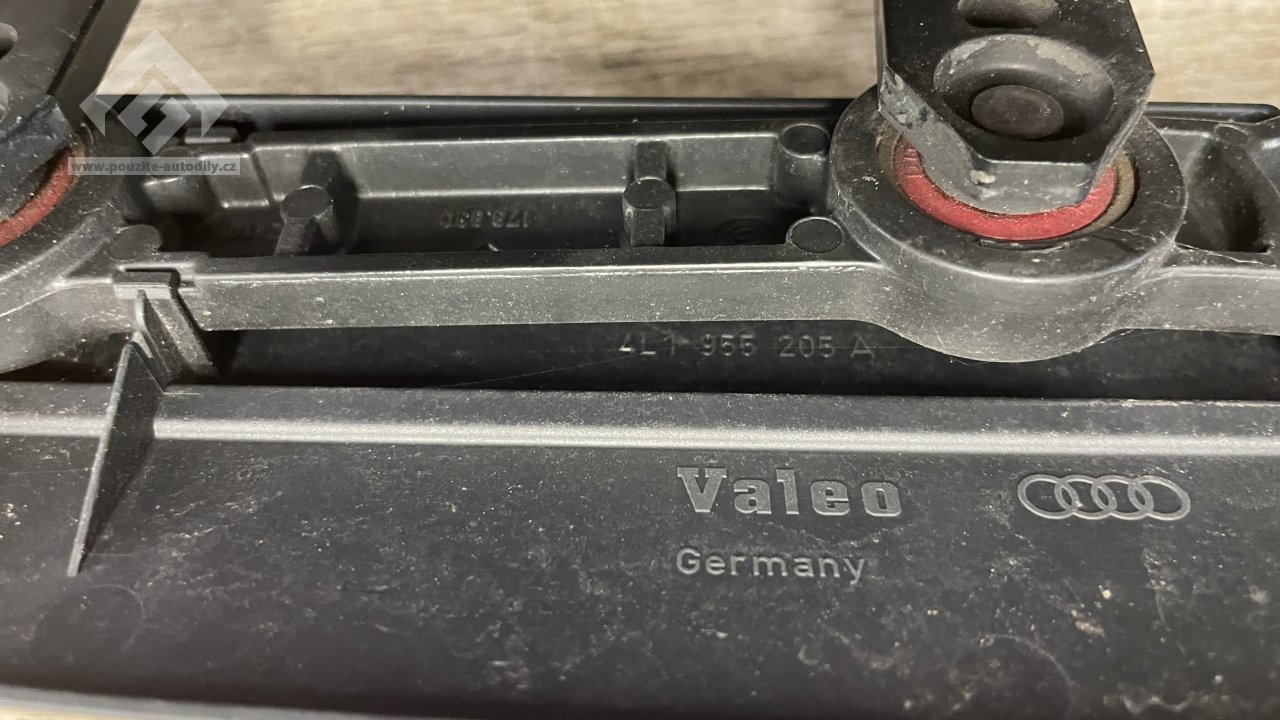 www.pouzite-autodily.cz
4L1 955 205 A
Valeo
Germany